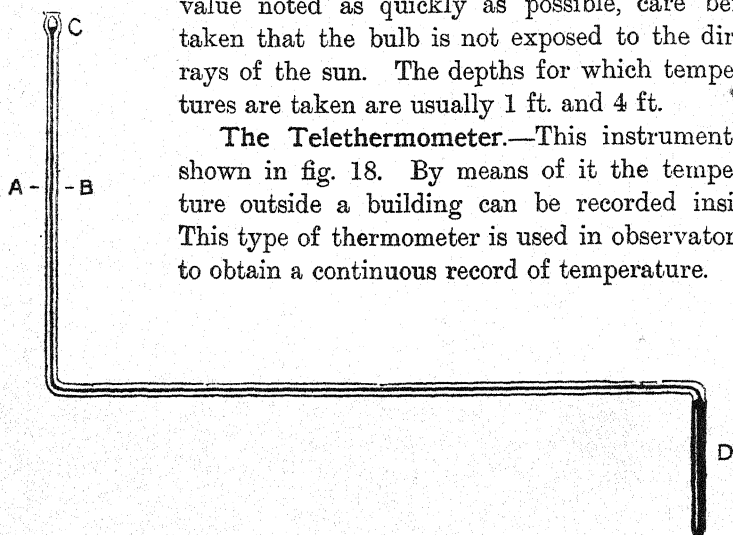 value noted as quickly as possible, care be
taken that the bulb is not exposed to the dir
rays of the sun. The depths for which tempe
tures are taken are usually 1 ft. and 4 ft.
The Telethermometer.—This instrument
shown in fig. 18. By means of it the tempe
ture outside a building can be recorded insi
This type of thermometer is used in observator
to obtain a continuous record of temperature.
C
A - - B
D